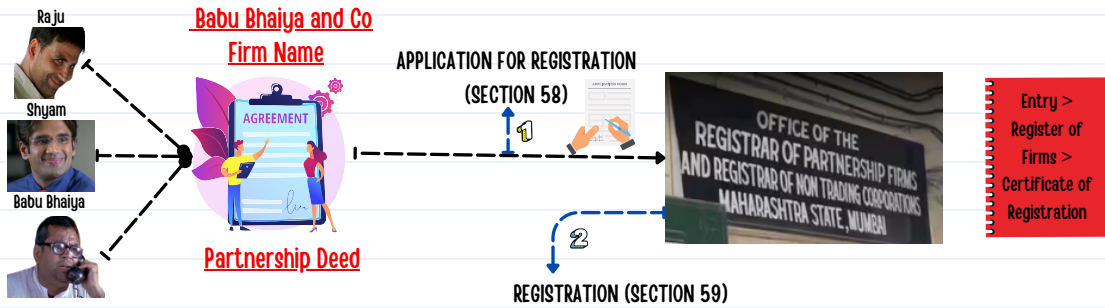 Raju
Shyam
Babu Bhaiya
Babu Bhaiya and Co
Firm Name
AGREEMENT
Partnership Deed
APPLICATION FOR REGISTRATION
(SECTION 58)
1
APPLICATION FORM
OFFICE OF THE
REGISTRAR OF PARTNERSHIP FIRMS
AND REGISTRAR OF NON TRADING CORPORATIONS
MAHARASHTRA STATE, MUMBAI
2
REGISTRATION (SECTION 59)
Entry >
Register of
Firms >
Certificate of
Registration